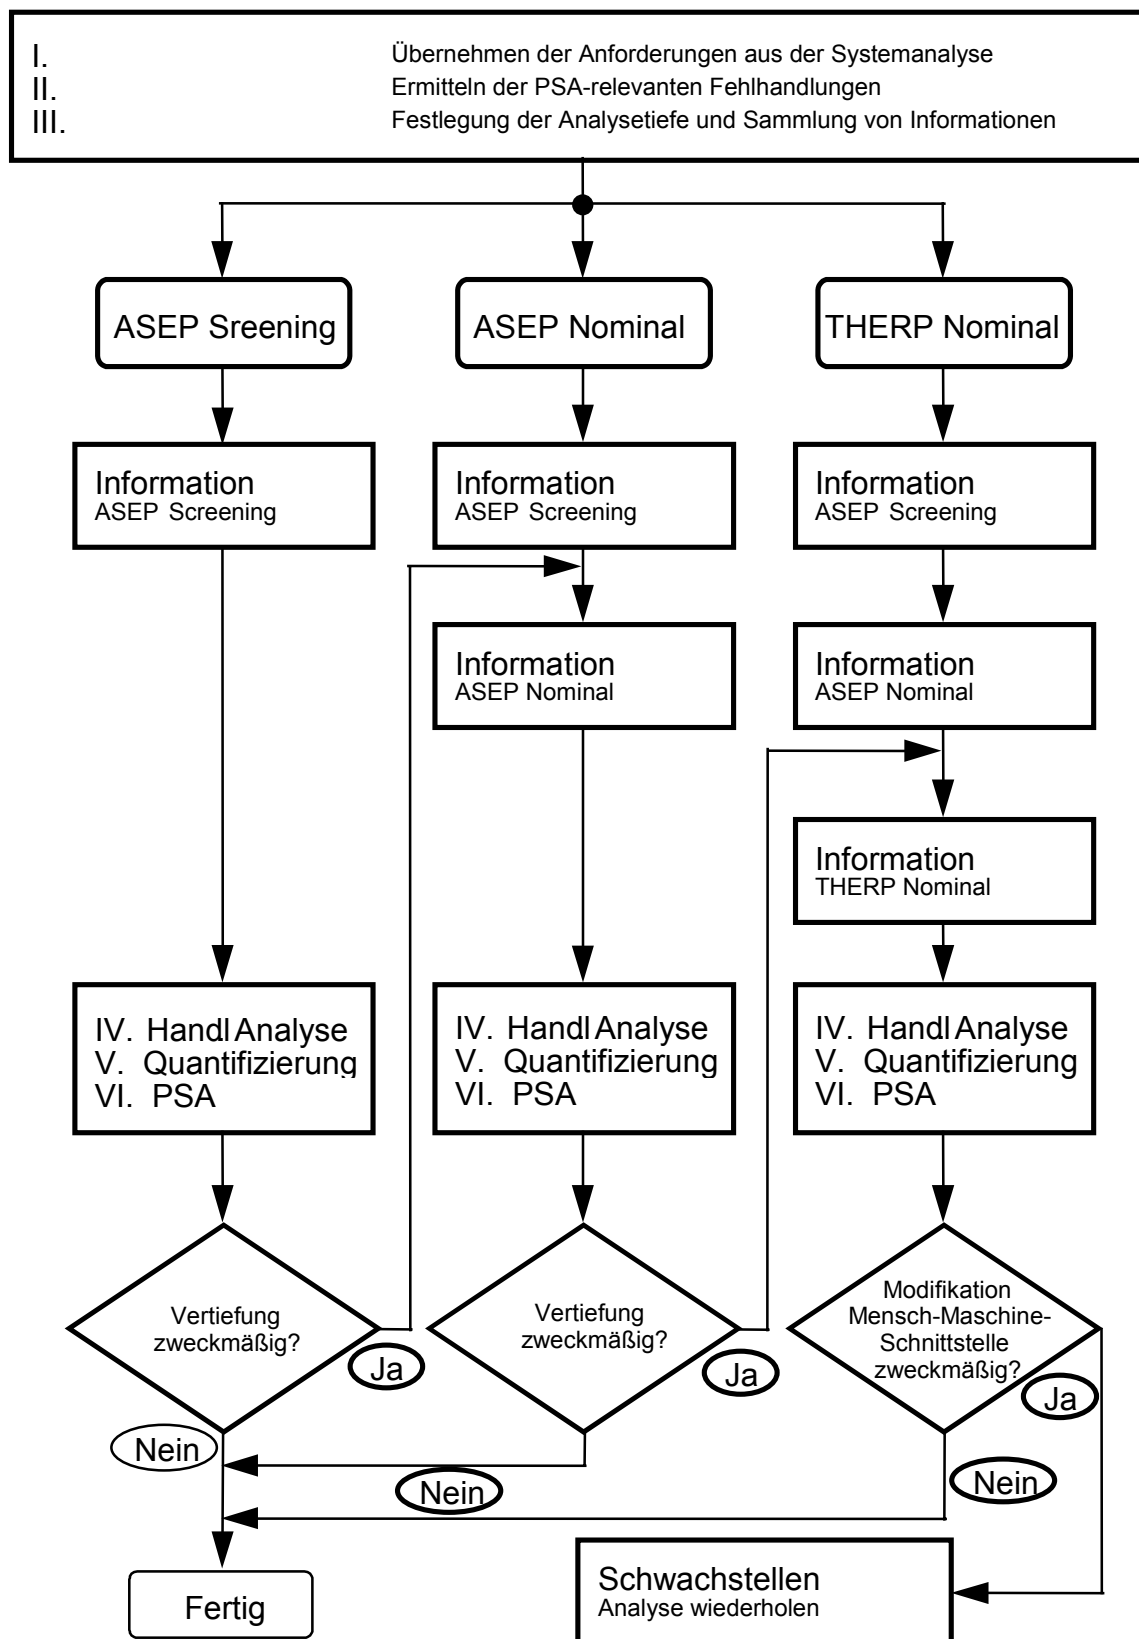 I. Übernehmen der Anforderungen aus der Systemanalyse
II. Ermitteln der PSA-relevanten Fehlhandlungen
III. Festlegung der Analysetiefe und Sammlung von Informationen
ASEP Sreening
ASEP Nominal
THERP Nominal
Information
ASEP Screening
Information
ASEP Screening
Information
ASEP Screening
Information
ASEP Nominal
Information
ASEP Nominal
Information
THERP Nominal
IV. Handl.Analyse
V. Quantifizierung
VI. PSA
IV. Handl.Analyse
V. Quantifizierung
VI. PSA
IV. Handl.Analyse
V. Quantifizierung
VI. PSA
Vertiefung
zweckmäßig?
Ja
Vertiefung
zweckmäßig?
Ja
Modifikation
Mensch-Maschine-
Schnittstelle
zweckmäßig?
Ja
Nein
Nein
Nein
Fertig
Schwachstellen
Analyse wiederholen